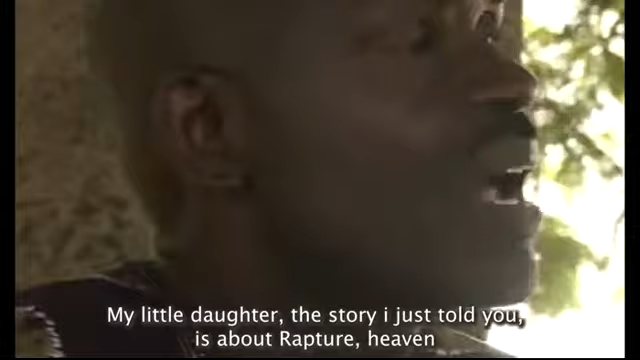 My little daughter, the story i just told you,
is about Rapture, heaven